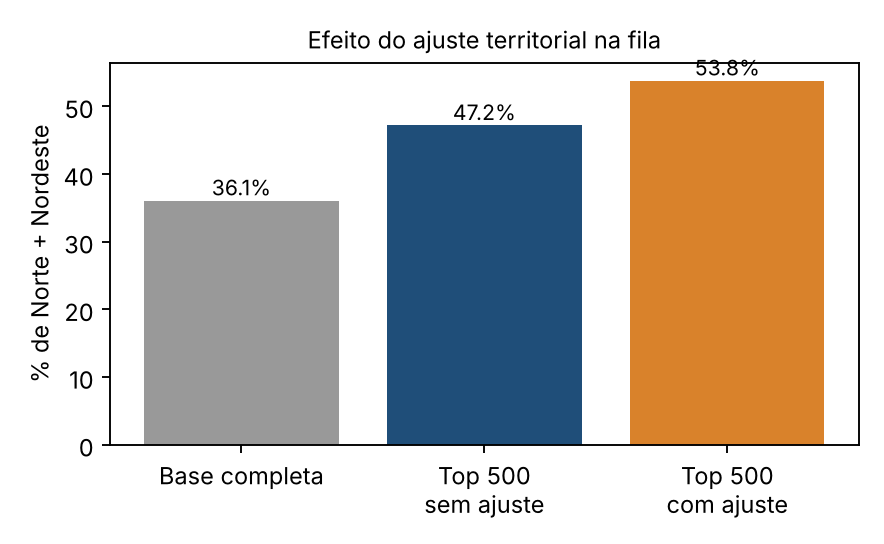 Efeito do ajuste territorial na fila
% de Norte + Nordeste
50
40
30
20
10
0
36.1%
47.2%
53.8%
Base completa
Top 500
sem ajuste
Top 500
com ajuste